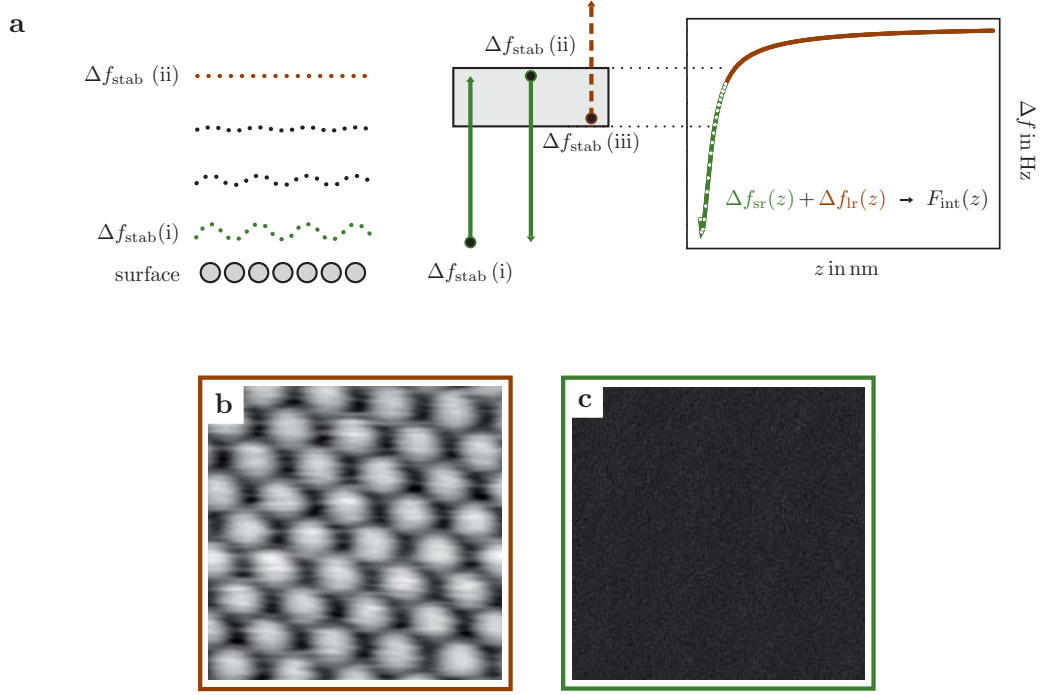 a
Δf_stab (ii)
Δf_stab(i)
surface
Δf_stab (ii)
Δf_stab (iii)
Δf_stab (i)
Δf_sr(z) + Δf_lr(z) → F_int(z)
Δf in Hz
z in nm
b
c